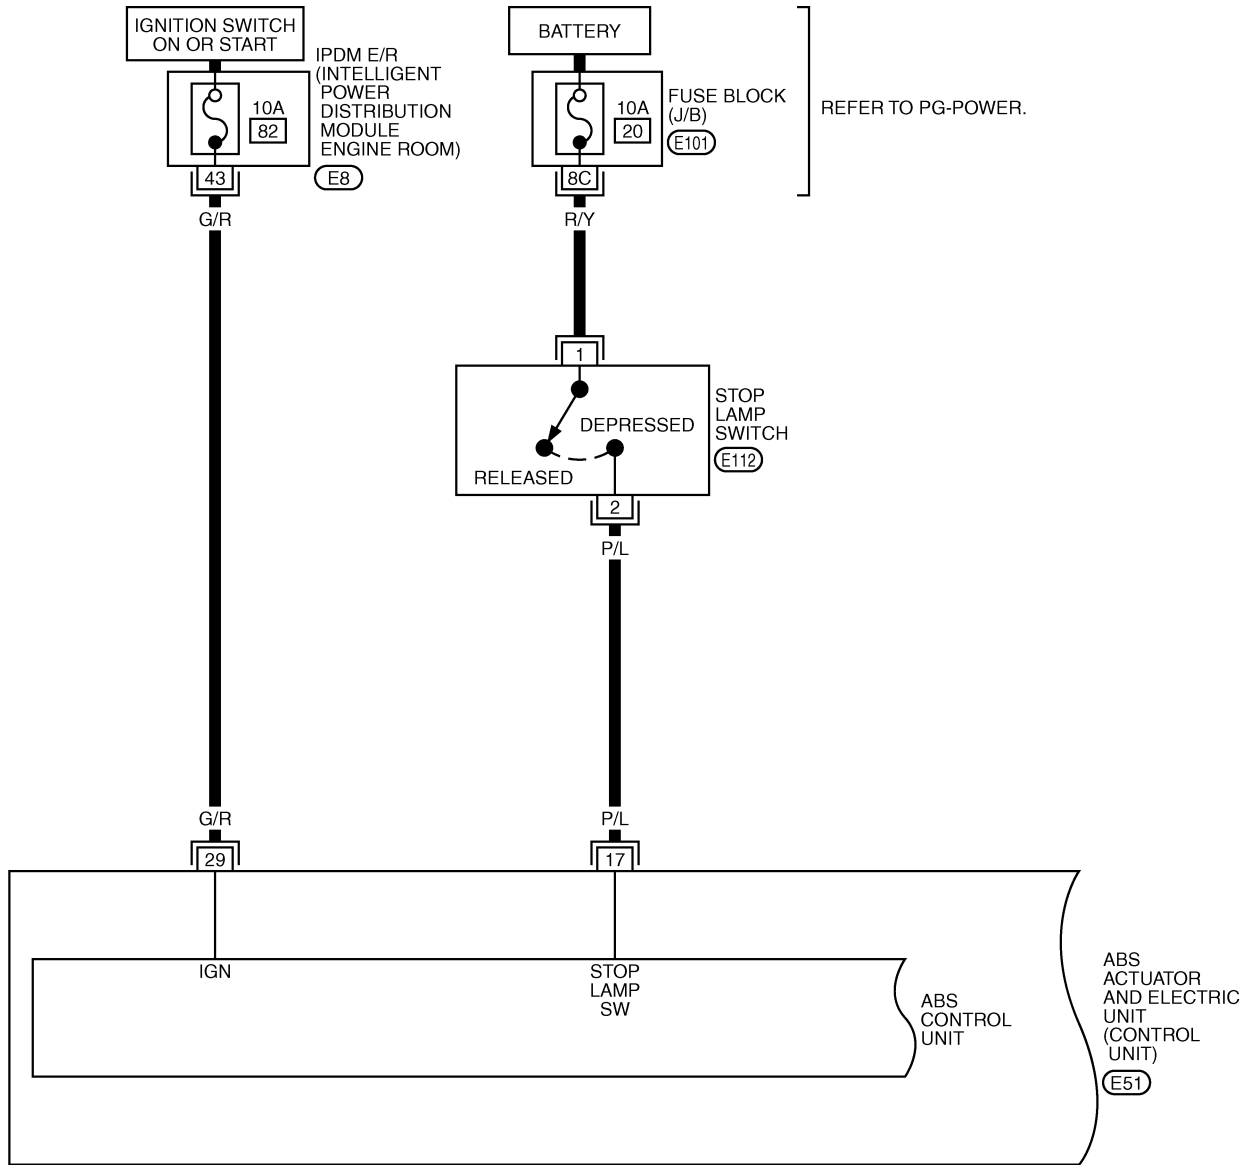 IGNITION SWITCH
ON OR START
BATTERY
IPDM E/R
(INTELLIGENT
POWER
DISTRIBUTION
MODULE
ENGINE ROOM)
E8
10A
82
10A
20
FUSE BLOCK
(J/B)
E101
REFER TO PG-POWER.
43
8C
G/R
R/Y
1
DEPRESSED
RELEASED
STOP
LAMP
SWITCH
E112
2
P/L
G/R
P/L
29
17
IGN
STOP
LAMP
SW
ABS
CONTROL
UNIT
ABS
ACTUATOR
AND ELECTRIC
UNIT
(CONTROL
UNIT)
E51